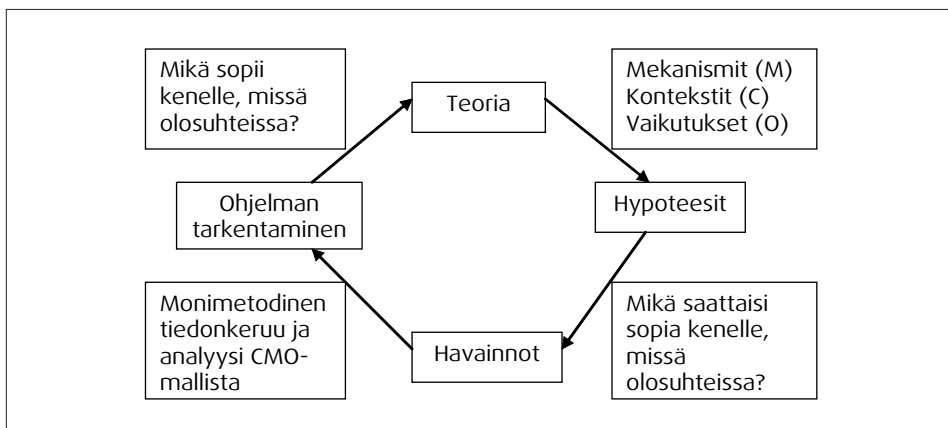 Mikä sopii
kenelle, missä
olosuhteissa?
Teoria
Mekanismit (M)
Kontekstit (C)
Vaikutukset (O)
Ohjelman
tarkentaminen
Hypoteesit
Monimetodinen
tiedonkeruu ja
analyysi CMO-
mallista
Havainnot
Mikä saattaisi
sopia kenelle,
missä
olosuhteissa?